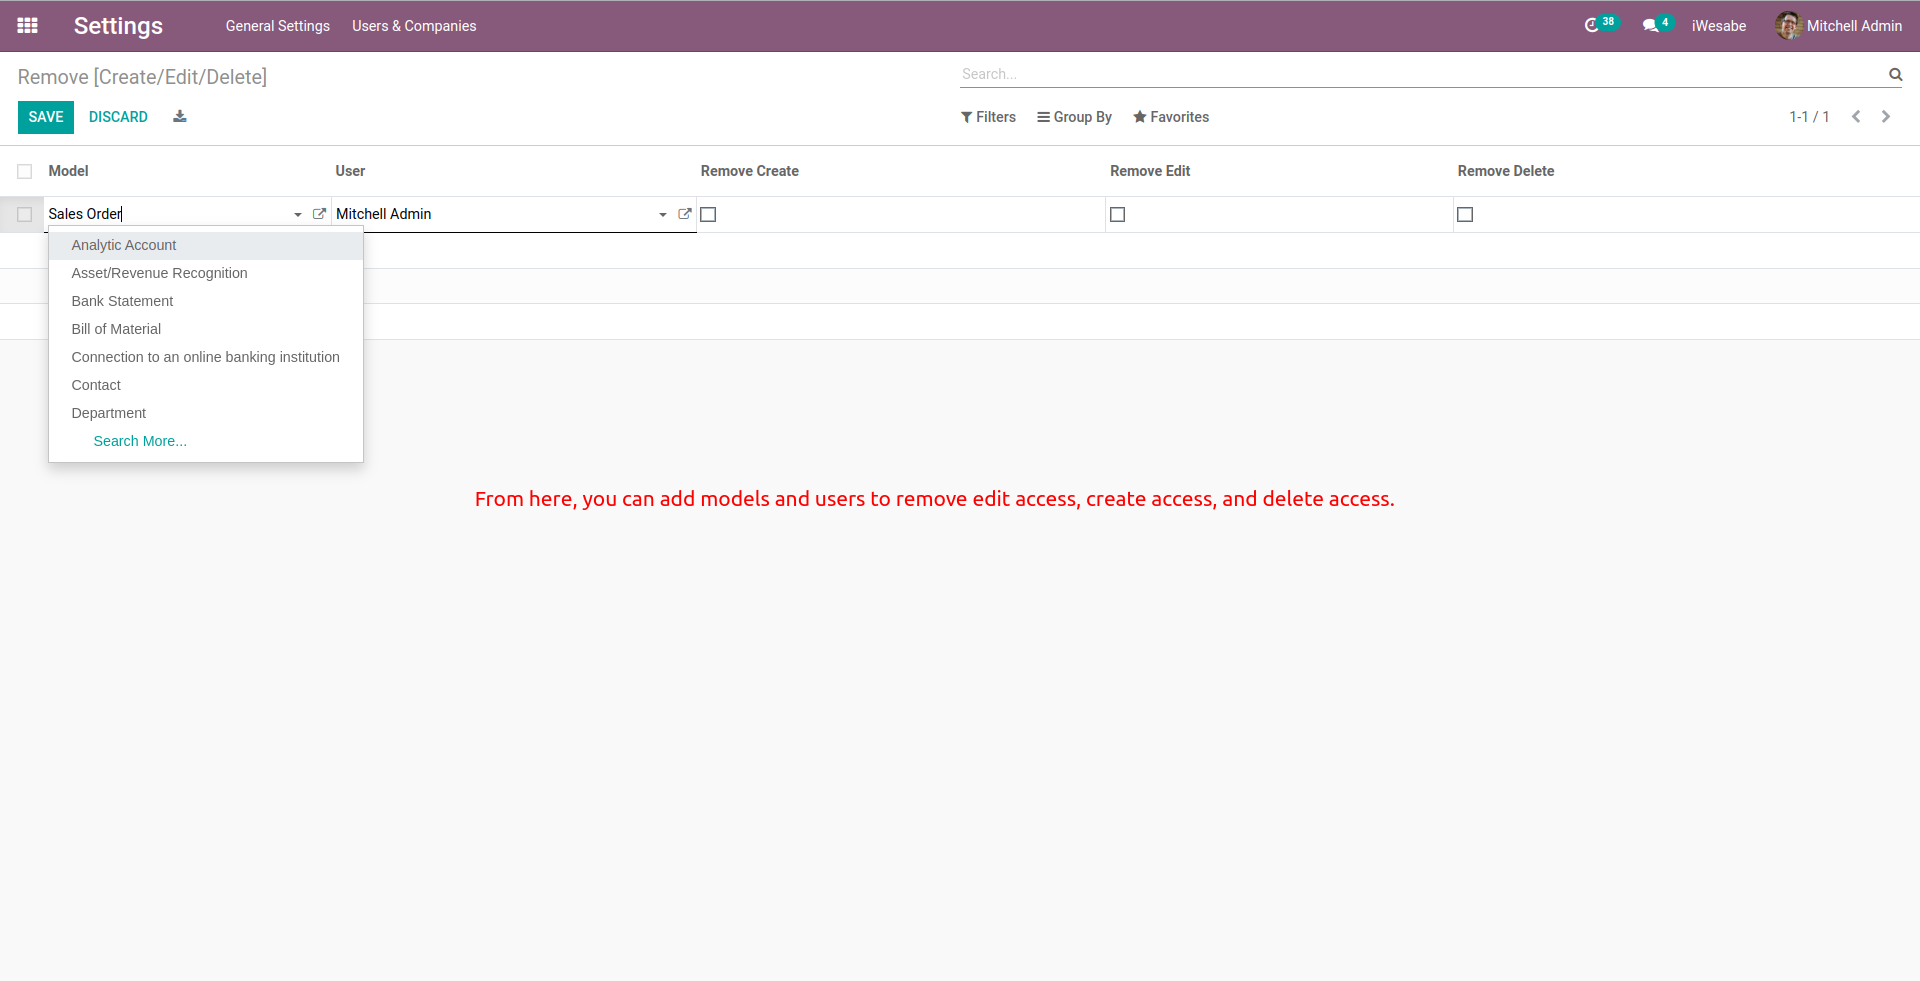 Settings General Settings Users & Companies 38 4 iWesabe Mitchell Admin
Remove [Create/Edit/Delete] Search...
SAVE DISCARD Filters Group By Favorites 1-1 / 1
Model User Remove Create Remove Edit Remove Delete
Sales Order Mitchell Admin
Analytic Account
Asset/Revenue Recognition
Bank Statement
Bill of Material
Connection to an online banking institution
Contact
Department
Search More...
From here, you can add models and users to remove edit access, create access, and delete access.